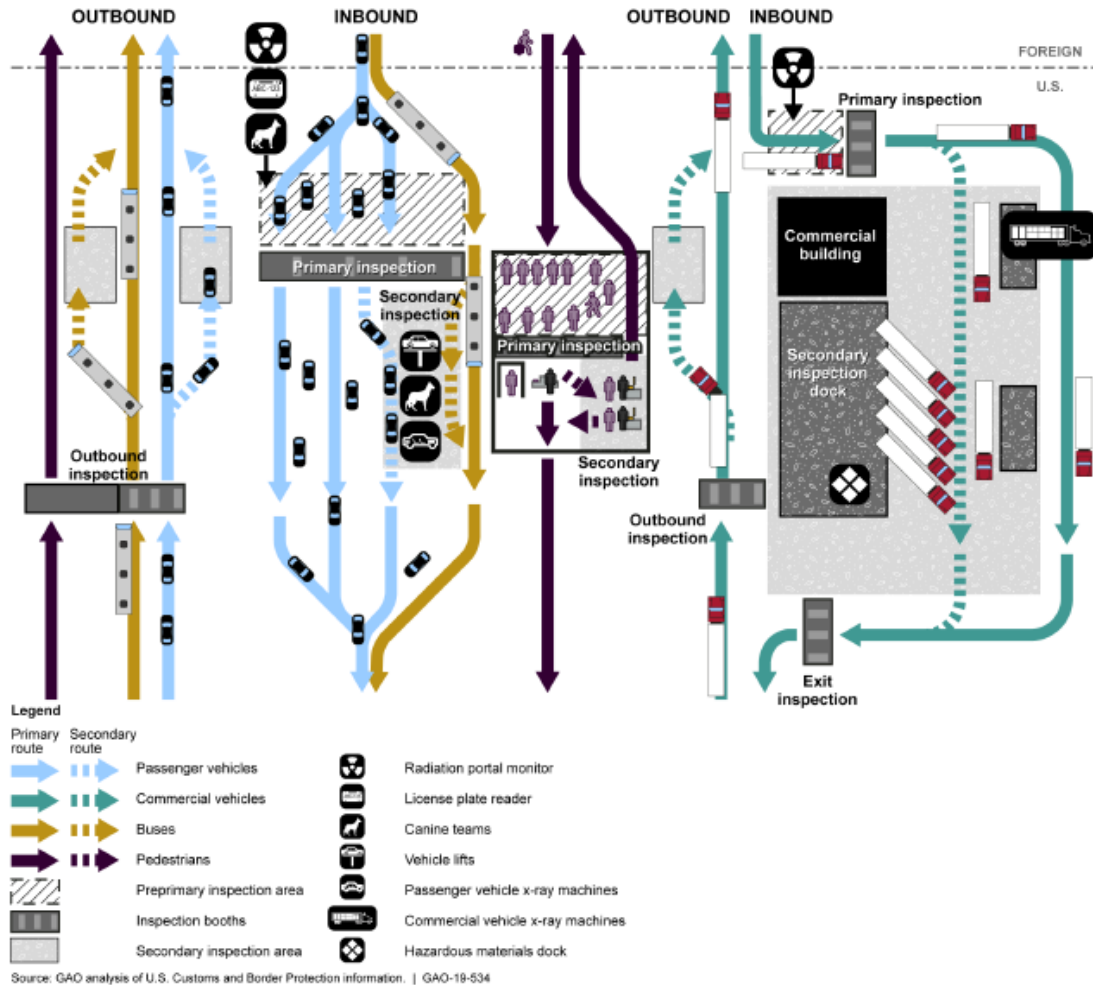 OUTBOUND
INBOUND
OUTBOUND
INBOUND
FOREIGN
U.S.
ABC-123
Primary inspection
Commercial
building
Primary inspection
Secondary
inspection
Primary inspection
Secondary
inspection
dock
Outbound
inspection
Secondary
inspection
Outbound
inspection
Exit
inspection
Legend
Primary
route
Secondary
route
Passenger vehicles
Commercial vehicles
Buses
Pedestrians
Preprimary inspection area
Inspection booths
Secondary inspection area
Radiation portal monitor
License plate reader
Canine teams
Vehicle lifts
Passenger vehicle x-ray machines
Commercial vehicle x-ray machines
Hazardous materials dock
Source: GAO analysis of U.S. Customs and Border Protection information. | GAO-19-534